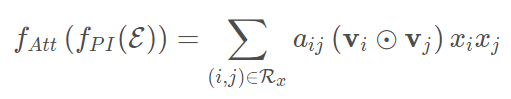 f_{Att} (f_{PI}(\mathcal{E})) = \sum_{(i,j) \in \mathcal{R}_x} a_{ij} (\mathbf{v}_i \odot \mathbf{v}_j) x_i x_j